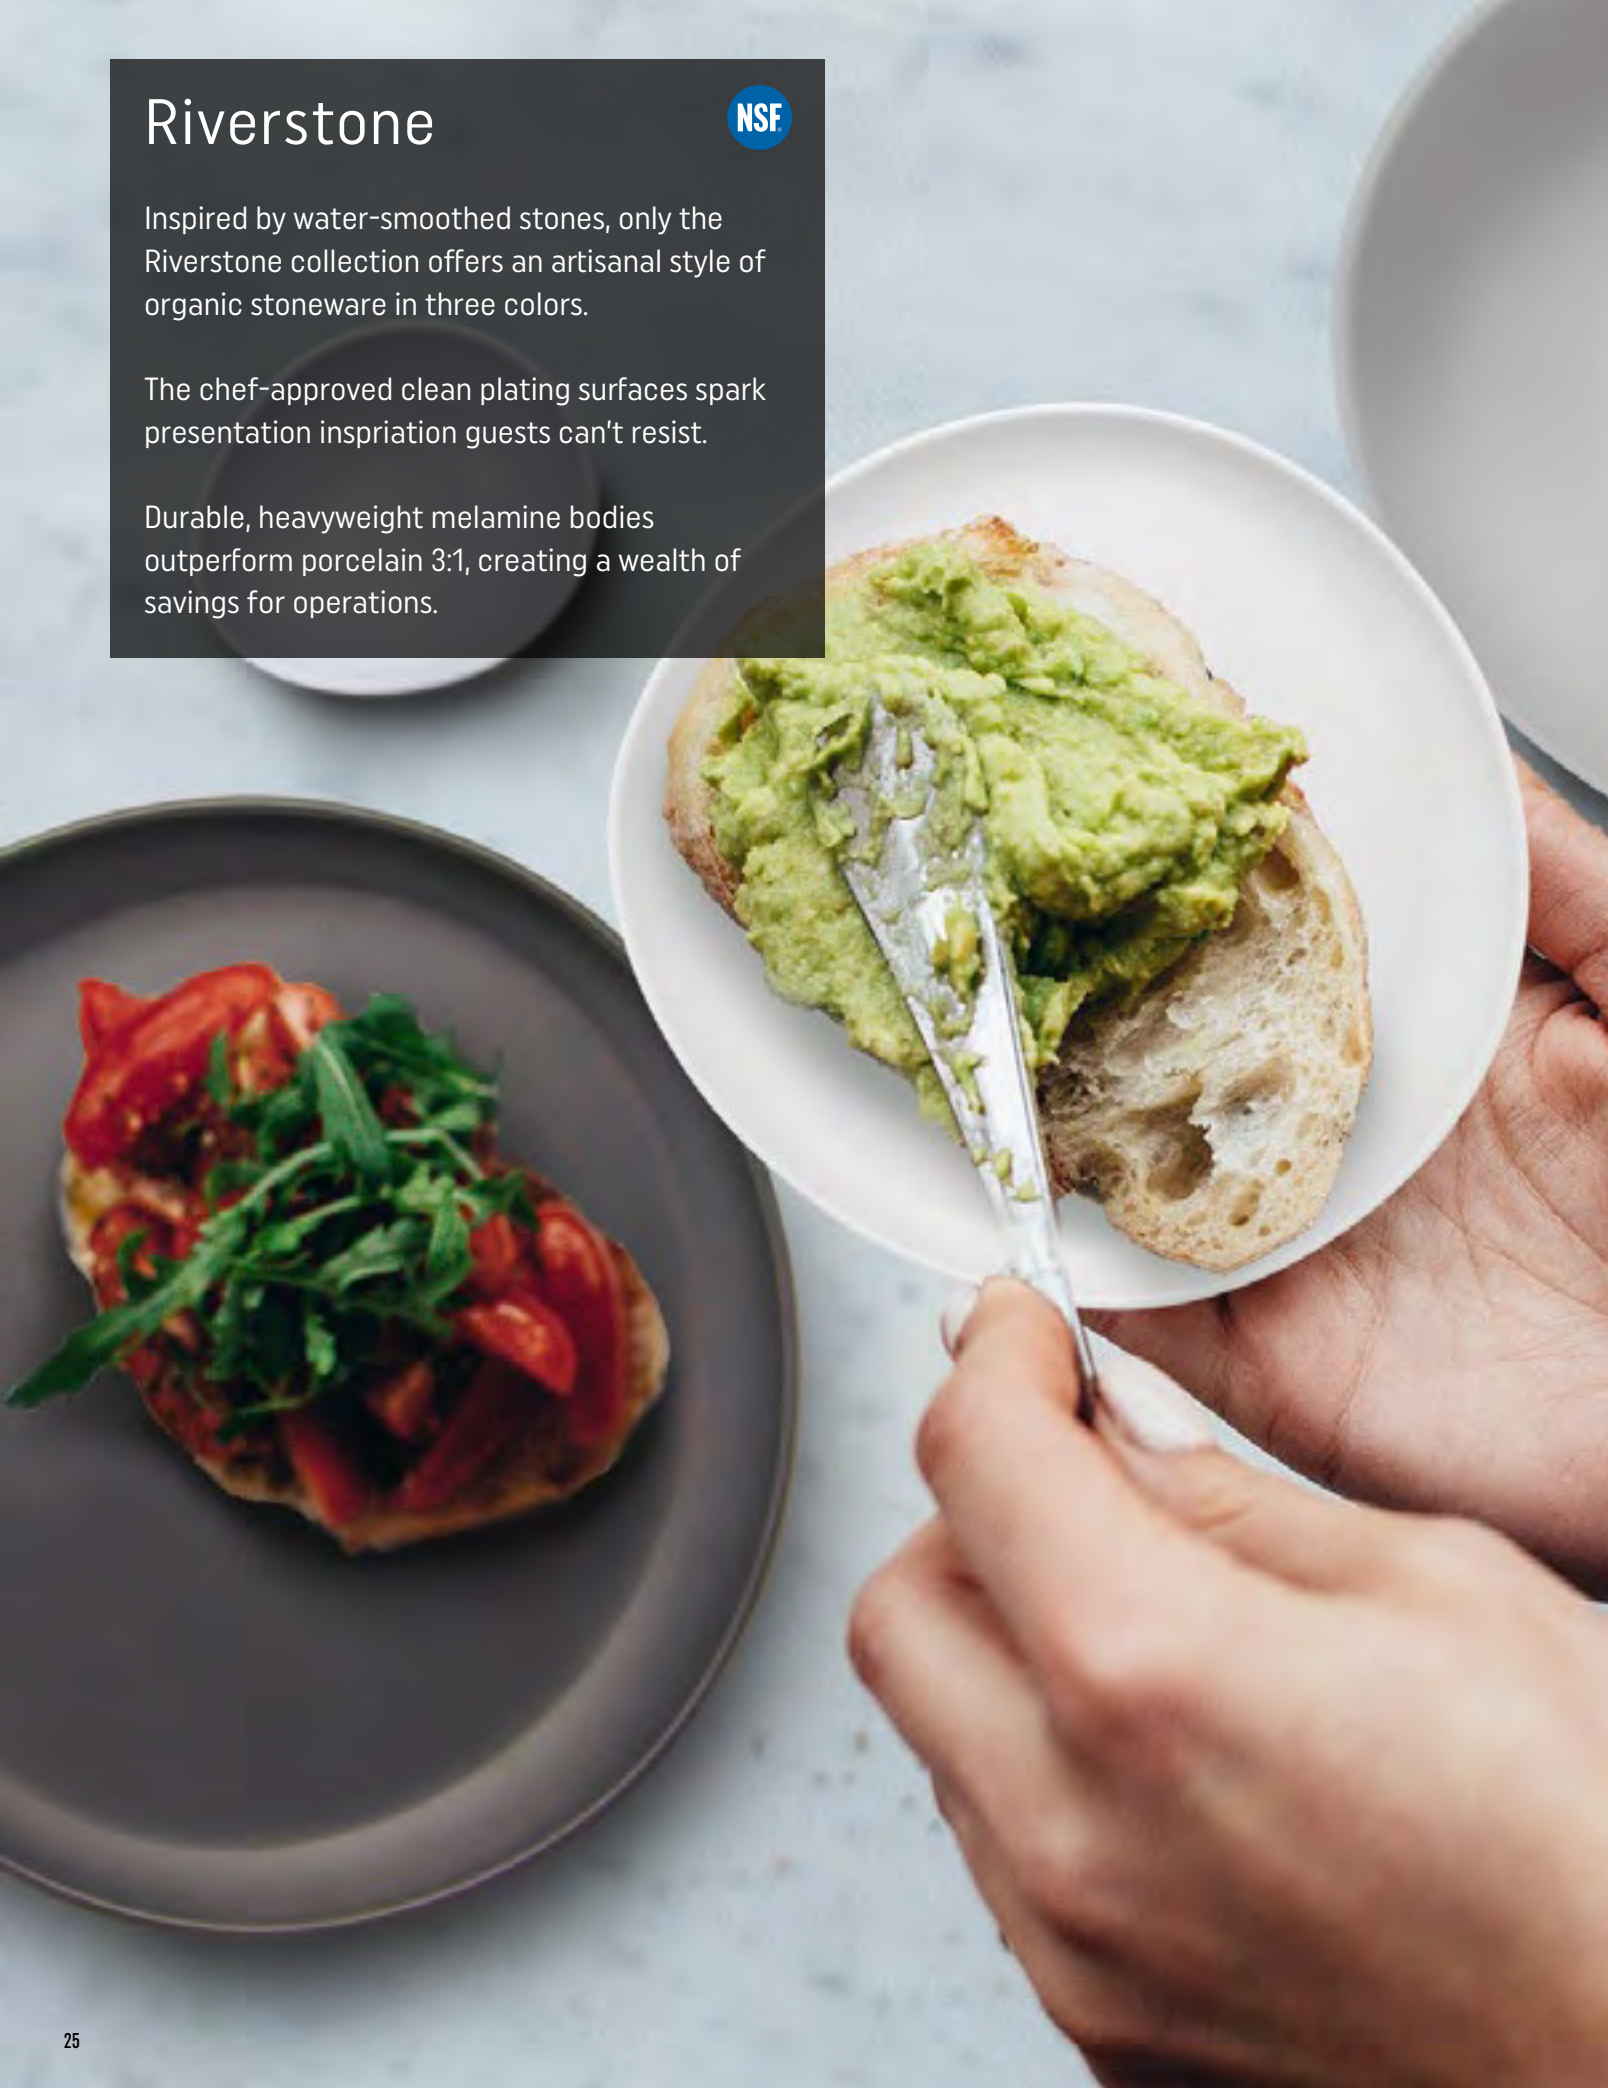 Riverstone
NSF®
Inspired by water-smoothed stones, only the
Riverstone collection offers an artisanal style of
organic stoneware in three colors.
The chef-approved clean plating surfaces spark
presentation inspriation guests can't resist.
Durable, heavyweight melamine bodies
outperform porcelain 3:1, creating a wealth of
savings for operations.
25